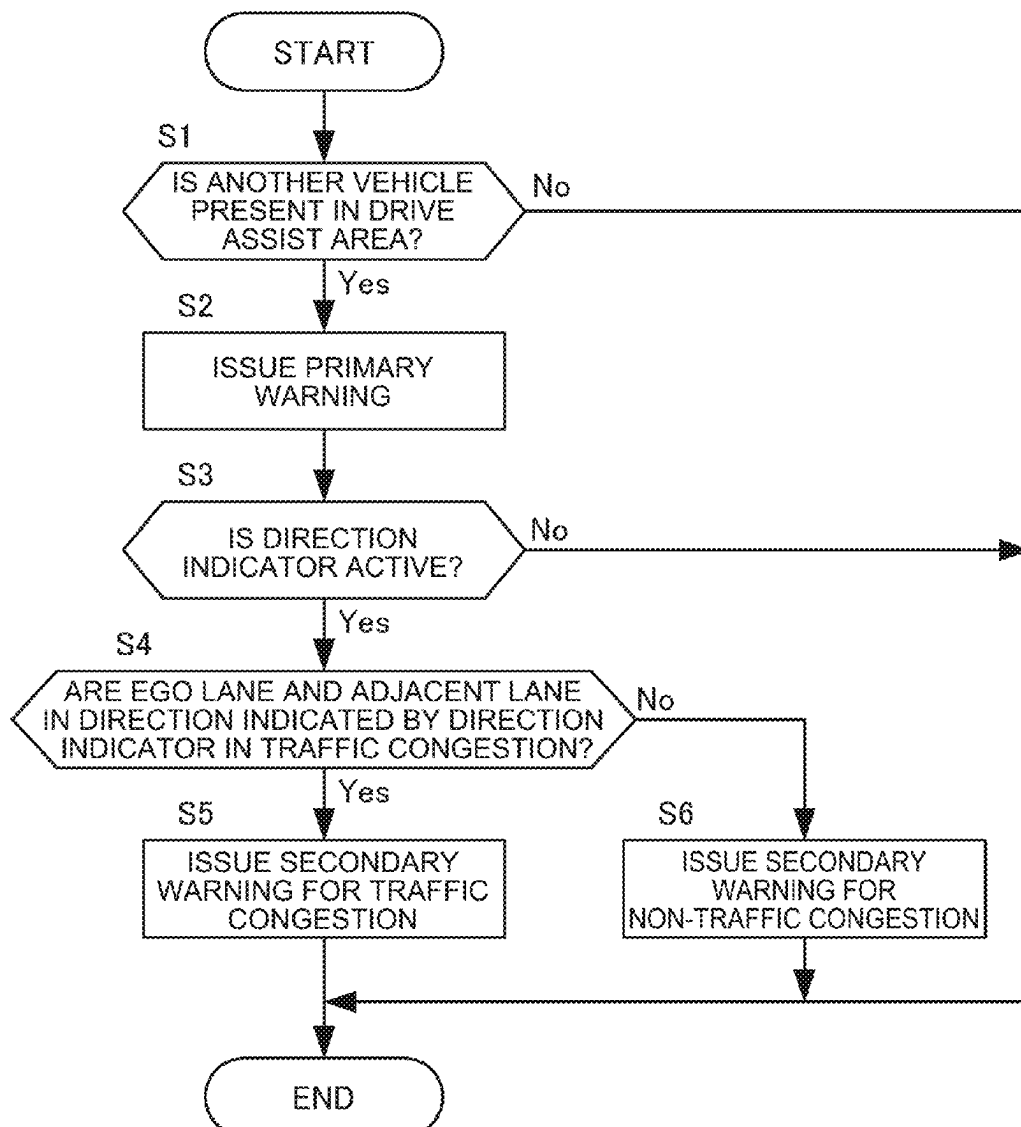 START
S1
IS ANOTHER VEHICLE
PRESENT IN DRIVE
ASSIST AREA?
No
Yes
S2
ISSUE PRIMARY
WARNING
S3
IS DIRECTION
INDICATOR ACTIVE?
No
Yes
S4
ARE EGO LANE AND ADJACENT LANE
IN DIRECTION INDICATED BY DIRECTION
INDICATOR IN TRAFFIC CONGESTION?
No
Yes
S5
ISSUE SECONDARY
WARNING FOR TRAFFIC
CONGESTION
S6
ISSUE SECONDARY
WARNING FOR
NON-TRAFFIC CONGESTION
END